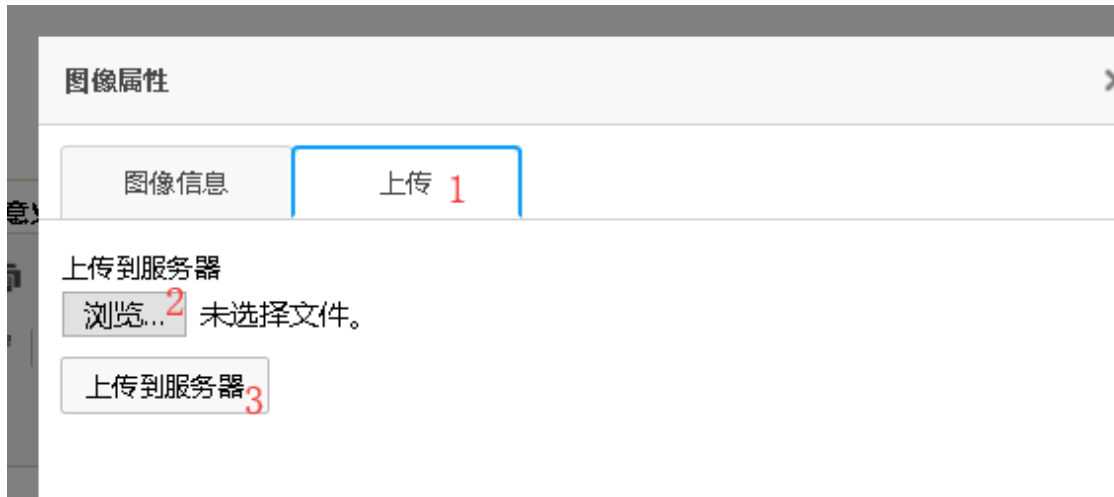 图像属性
图像信息
上传 1
上传到服务器
浏览... 2 未选择文件。
上传到服务器 3